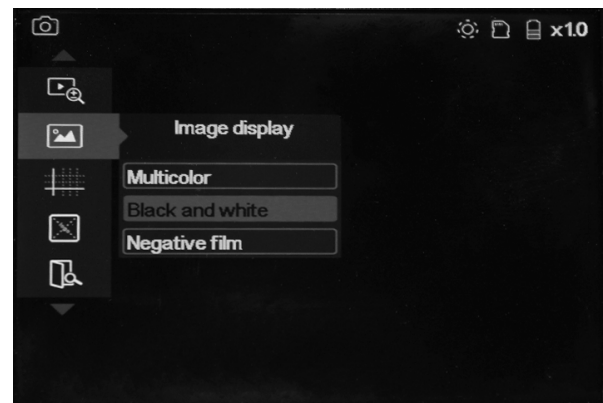 x1.0
Image display
Multicolor
Black and white
Negative film